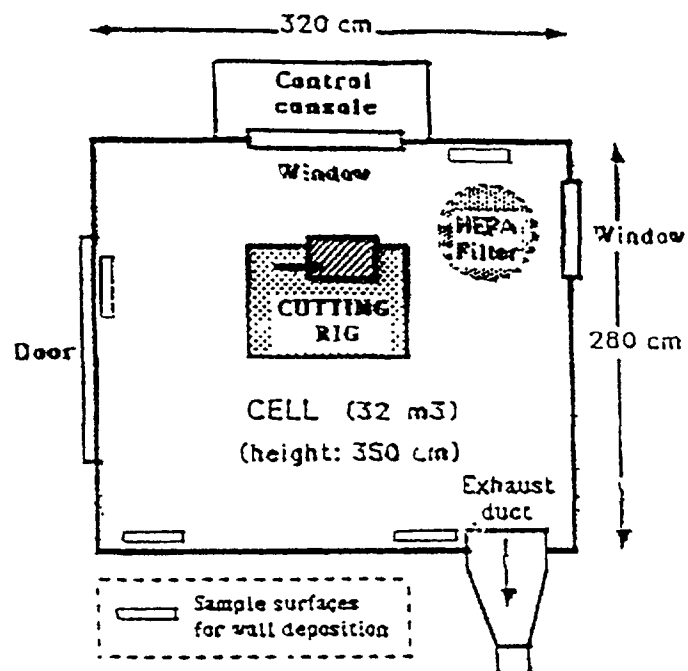 320 cm
Control
console
Window
HEPA
Filter
Window
CUTTING
RIG
Door
280 cm
CELL (32 m3)
(height: 350 cm)
Exhaust
duct
Sample surfaces
for wall deposition